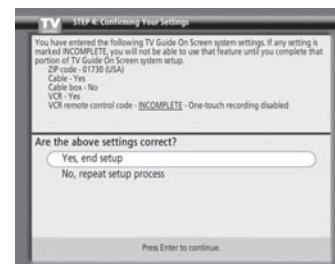 TV
STEP 4: Confirming Your Settings
You have entered the following TV Guide On Screen system settings. If any setting is
marked INCOMPLETE, you will not be able to use that feature until you complete that
portion of TV Guide On Screen system setup.
ZIP code - 01730 (USA)
Cable - Yes
Cable box - No
VCR - Yes
VCR remote control code - INCOMPLETE - One-touch recording disabled
Are the above settings correct?
Yes, end setup
No, repeat setup process
Press Enter to continue.